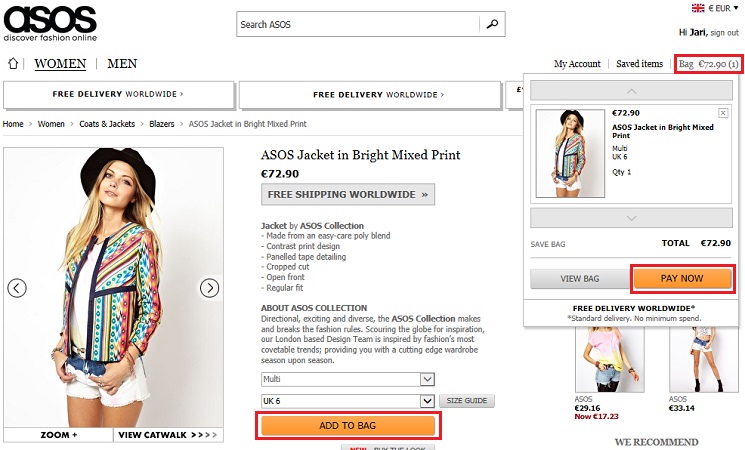 asos
discover fashion online
Search ASOS
€ EUR
Hi Jari, sign out
WOMEN
MEN
My Account
Saved items
Bag €72.90 (1)
FREE DELIVERY WORLDWIDE ›
FREE DELIVERY WORLDWIDE ›
Home › Women › Coats & Jackets › Blazers › ASOS Jacket in Bright Mixed Print
ASOS Jacket in Bright Mixed Print
€72.90
FREE SHIPPING WORLDWIDE »
Jacket by ASOS Collection
- Made from an easy-care poly blend
- Contrast print design
- Panelled tape detailing
- Cropped cut
- Open front
- Regular fit
ABOUT ASOS COLLECTION
Directional, exciting and diverse, the ASOS Collection makes
and breaks the fashion rules. Scouring the globe for inspiration,
our London based Design Team is inspired by fashion's most
covetable trends; providing you with a cutting edge wardrobe
season upon season.
Multi
UK 6
SIZE GUIDE
ADD TO BAG
NEW BUY THE LOOK
ZOOM +
VIEW CATWALK >>>>
€72.90
ASOS Jacket in Bright Mixed
Print
Multi
UK 6
Qty 1
SAVE BAG
TOTAL €72.90
VIEW BAG
PAY NOW
FREE DELIVERY WORLDWIDE*
*Standard delivery. No minimum spend.
ASOS
€29.16
Now €17.23
ASOS
€33.14
WE RECOMMEND